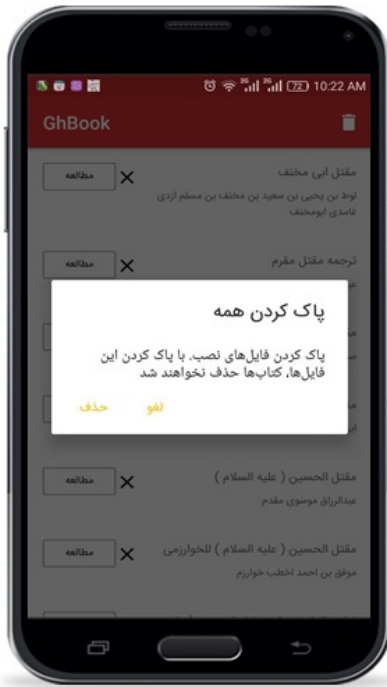 72 10:22 AM
GhBook
مقتل ابی مخنف
مطالعه
لوط بن یحیی بن سعید بن مخنف بن مسلم ازدی
غامدی ابومخنف
ترجمه مقتل مقرم
مطالعه
پاک کردن همه
پاک کردن فایل‌های نصب. با پاک کردن این
فایل‌ها، کتاب‌ها حذف نخواهند شد
لغو
حذف
مقتل الحسین ( علیه السلام )
مطالعه
عبدالرزاق موسوی مقدم
مقتل الحسین ( علیه السلام ) للخوارزمی
مطالعه
موفق بن احمد اخطب خوارزم